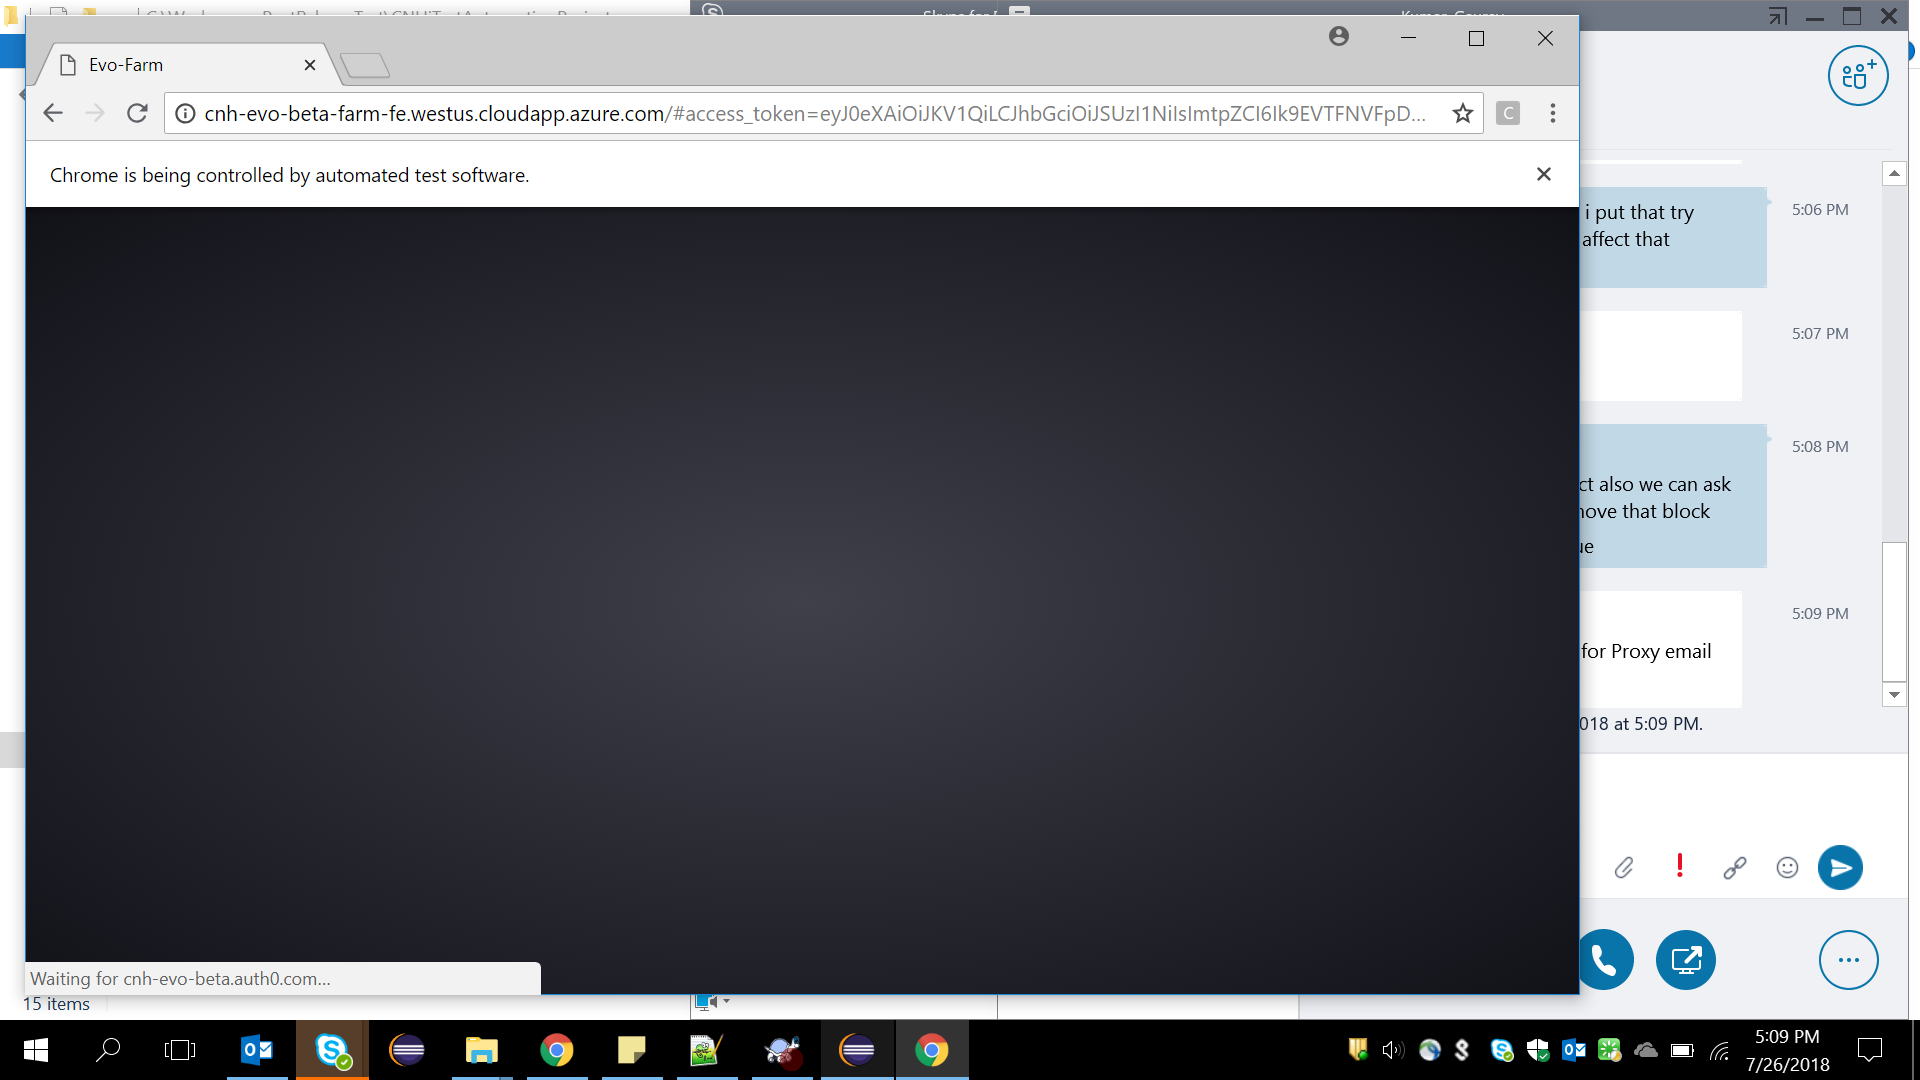 Evo-Farm
cnh-evo-beta-farm-fe.westus.cloudapp.azure.com/#access_token=eyJ0eXAiOiJKV1QiLCJhbGciOiJSUzI1NiIsImtpZCI6Ik9EVTFNVFpD...
C
Chrome is being controlled by automated test software.
i put that try
5:06 PM
affect that
5:07 PM
5:08 PM
ct also we can ask
ove that block
ue
5:09 PM
for Proxy email
018 at 5:09 PM.
Waiting for cnh-evo-beta.auth0.com...
15 items
5:09 PM
7/26/2018